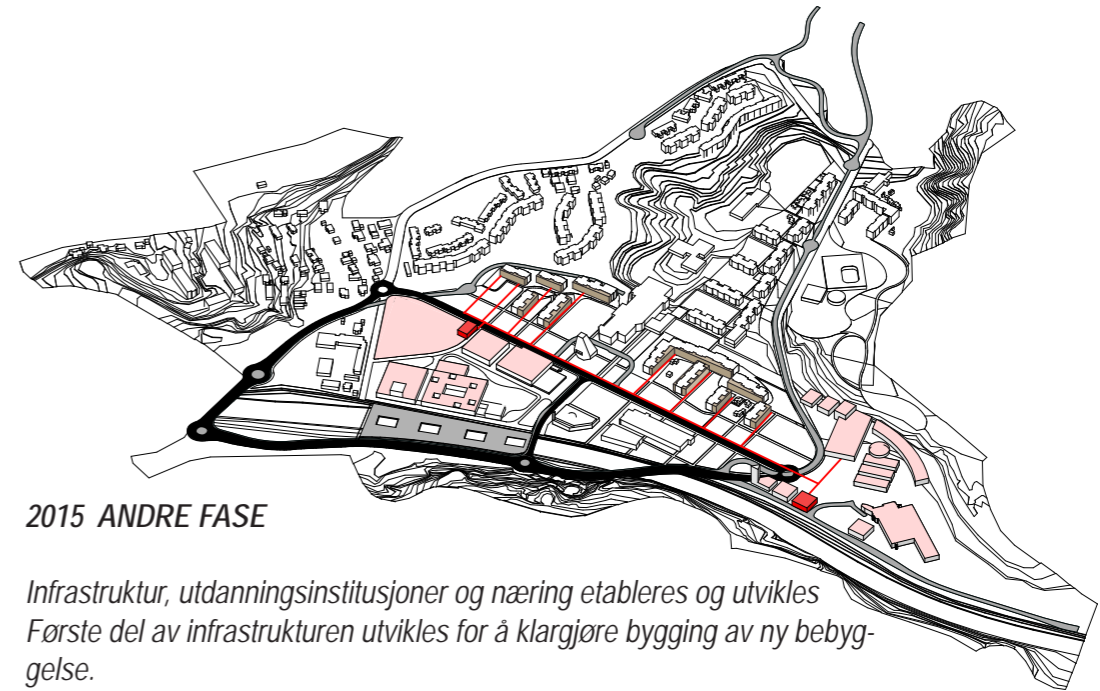 2015 ANDRE FASE
Infrastruktur, utdanningsinstitusjoner og næring etableres og utvikles
Første del av infrastrukturen utvikles for å klargjøre bygging av ny bebyg-
gelse.